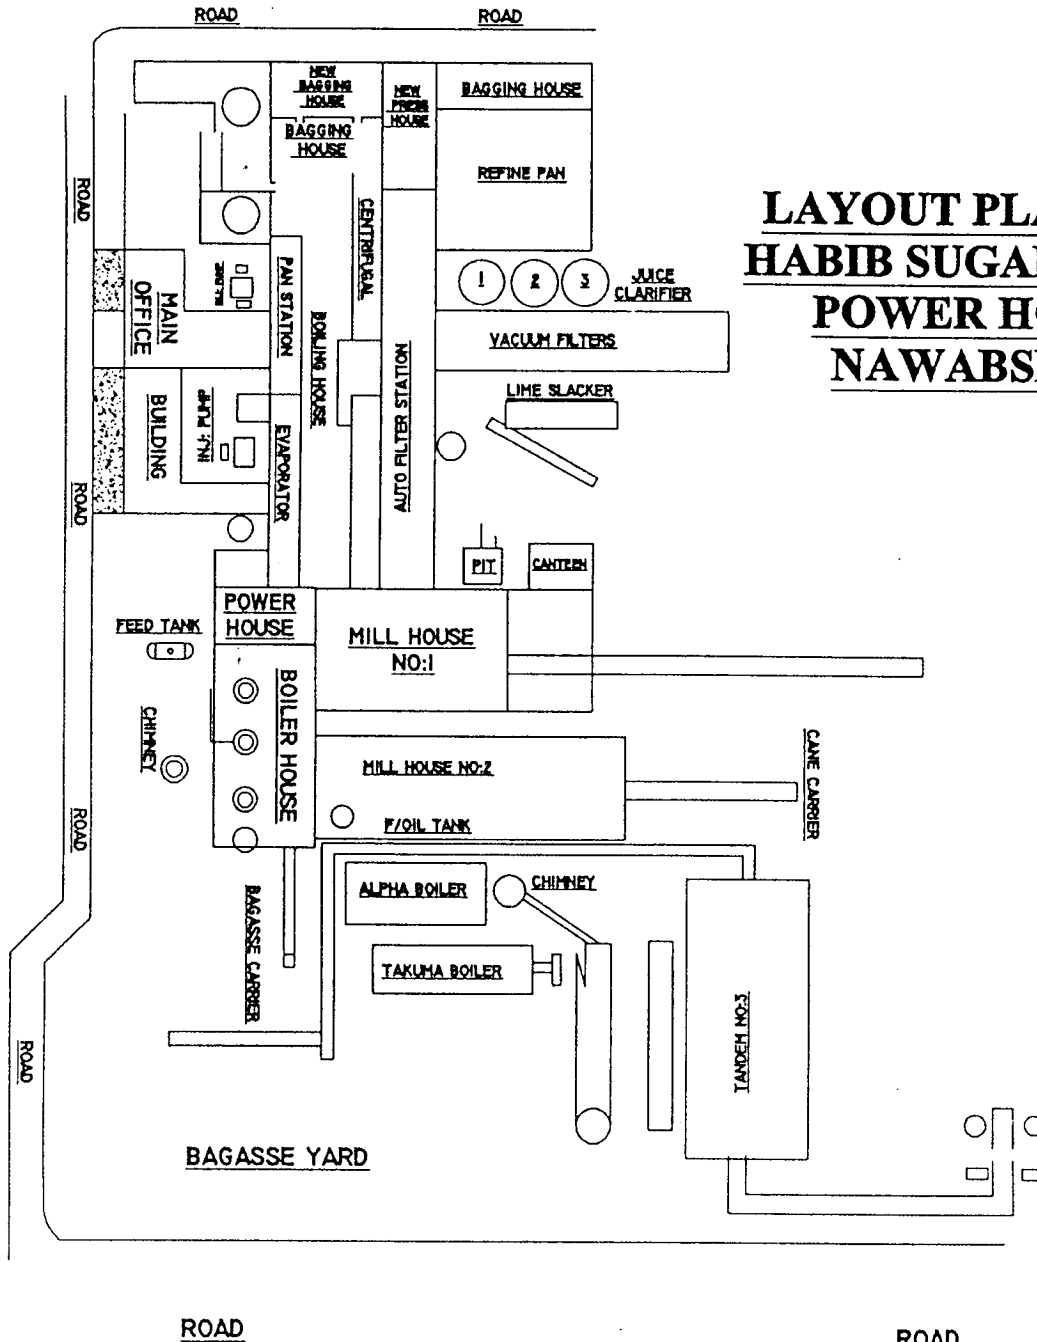 ROAD
ROAD
NEW
BAGGING
HOUSE
NEW
PRESS
HOUSE
BAGGING HOUSE
BAGGING
HOUSE
REFINE PAN
ROAD
CENTRIFUGAL
LAYOUT PLA
HABIB SUGA
POWER HO
NAWABS
1
2
3
JUICE
CLARIFIER
PAN STATION
MAIN
OFFICE
BUILDING
BOILING HOUSE
VACUUM FILTERS
LIME SLACKER
INJ: PUMP
EVAPORATOR
AUTO FILTER STATION
ROAD
PIT
CANTEEN
POWER
HOUSE
FEED TANK
MILL HOUSE
NO:1
BOILER HOUSE
CHIMNEY
MILL HOUSE NO:2
CANE CARRIER
F/OIL TANK
ROAD
ALPHA BOILER
CHIMNEY
BAGASSE CARRIER
TAKUMA BOILER
TANDEM NO:3
ROAD
BAGASSE YARD
ROAD
ROAD